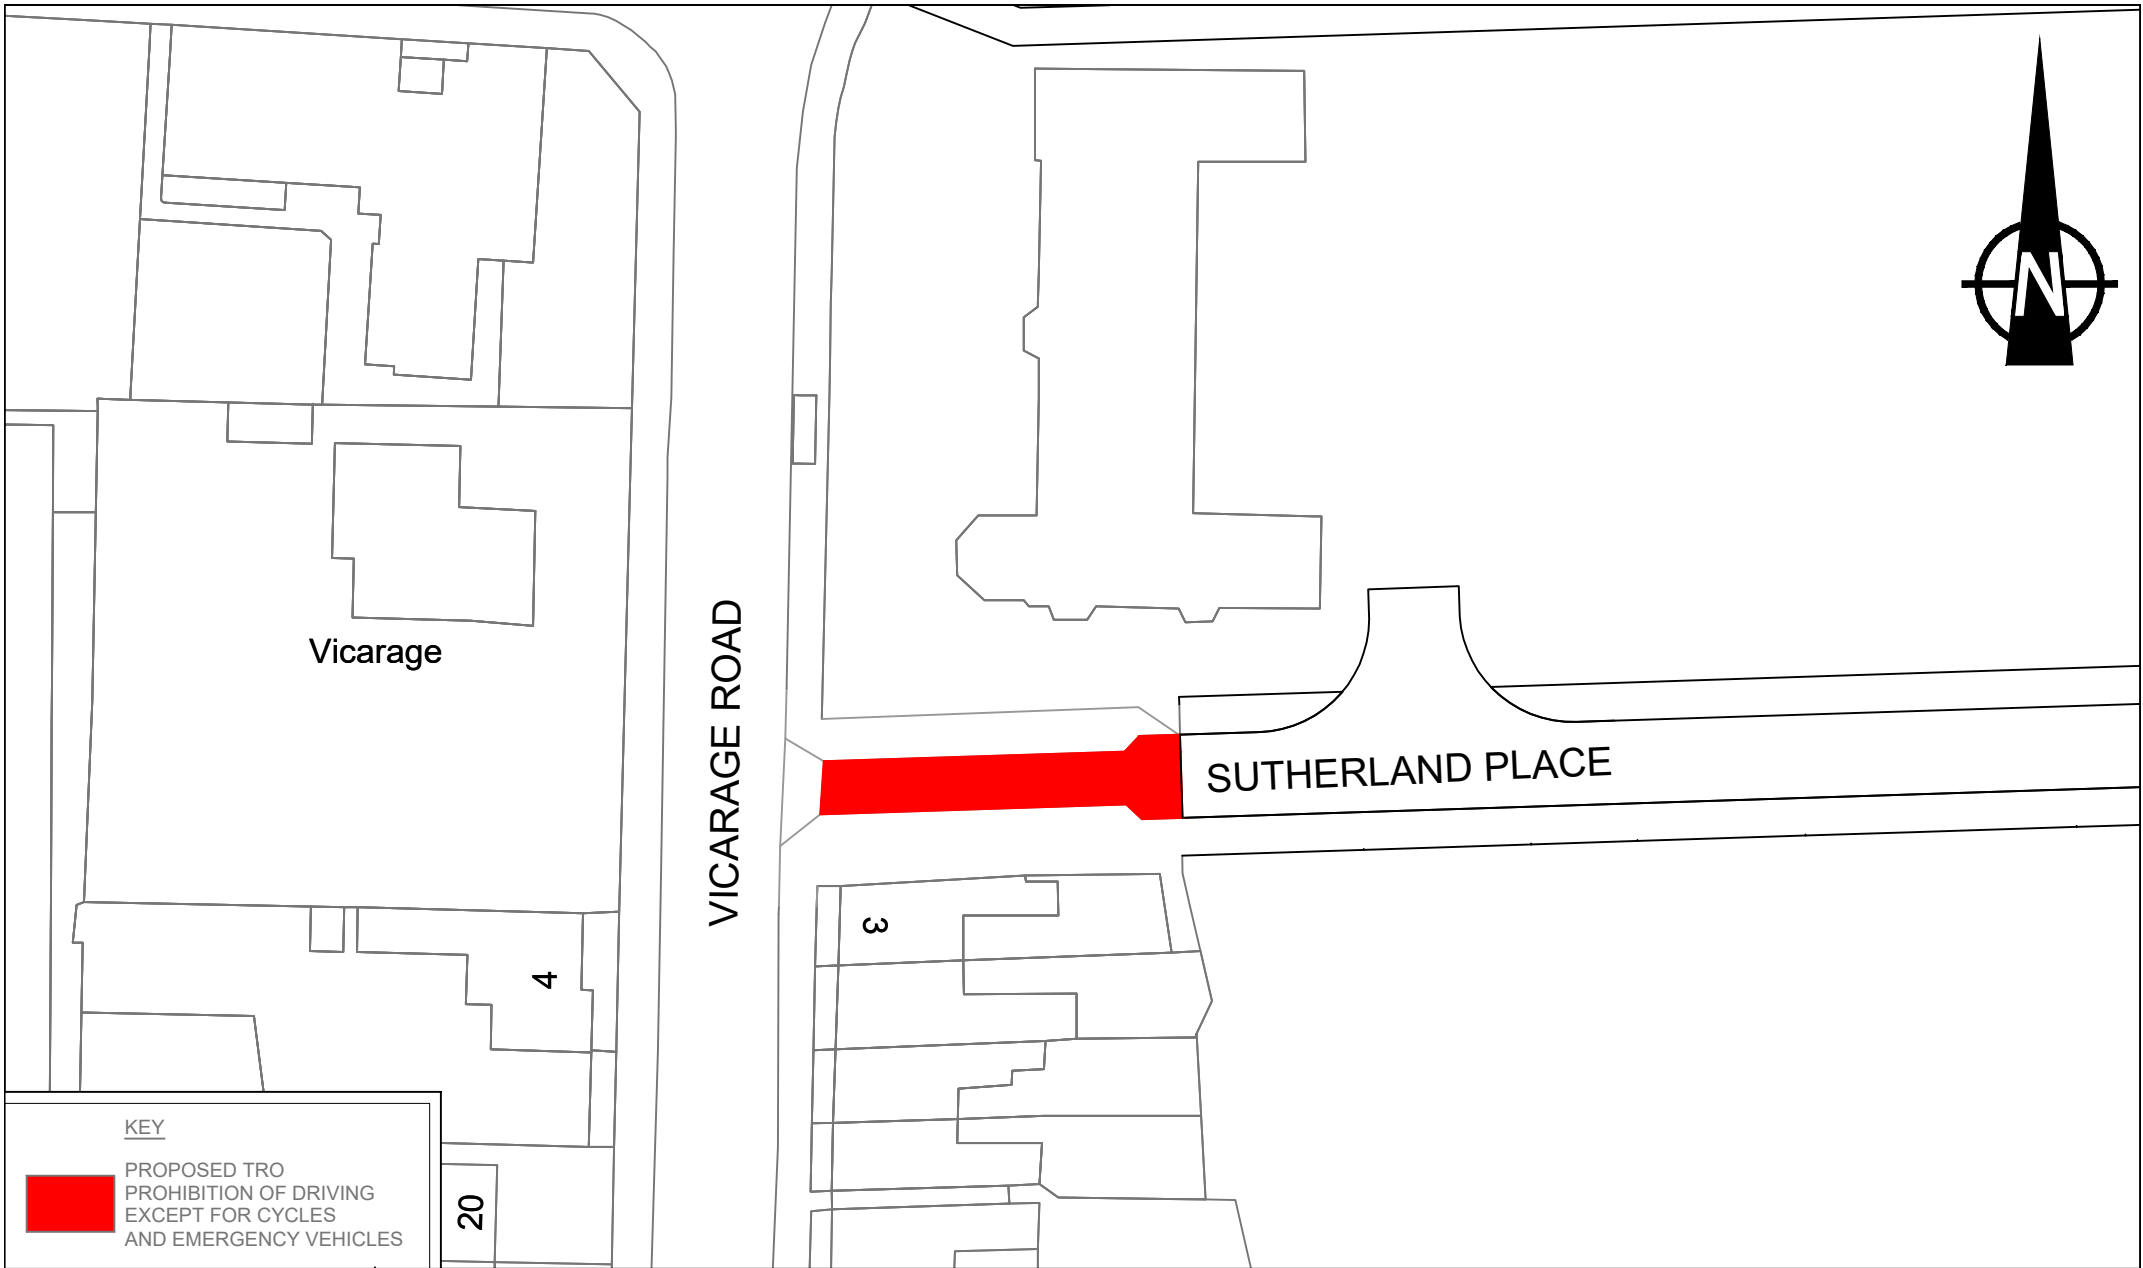 N
Vicarage
VICARAGE ROAD
SUTHERLAND PLACE
3
4
20
KEY
PROPOSED TRO
PROHIBITION OF DRIVING
EXCEPT FOR CYCLES
AND EMERGENCY VEHICLES